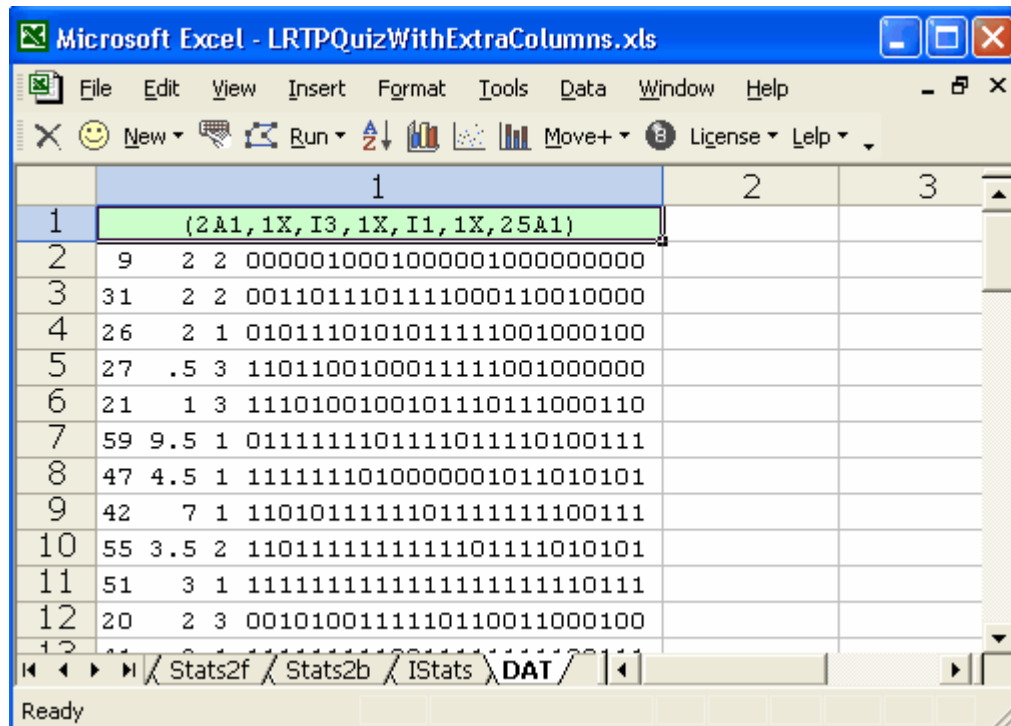 Microsoft Excel - LRTPQuizWithExtraColumns.xls
File Edit View Insert Format Tools Data Window Help
New Run Move+ 8 License Lelp
1 2 3
1 (2A1,1X,I3,1X,I1,1X,25A1)
2 9 2 2 0000010001000001000000000
3 31 2 2 0011011101111000110010000
4 26 2 1 0101110101011111001000100
5 27 .5 3 1101100100011111001000000
6 21 1 3 1110100100101110111000110
7 59 9.5 1 0111111101111011110100111
8 47 4.5 1 1111111010000001011010101
9 42 7 1 1101011111101111111100111
10 55 3.5 2 1101111111111101111010101
11 51 3 1 1111111111111111111110111
12 20 2 3 0010100111110110011000100
13
Stats2f Stats2b IStats DAT
Ready